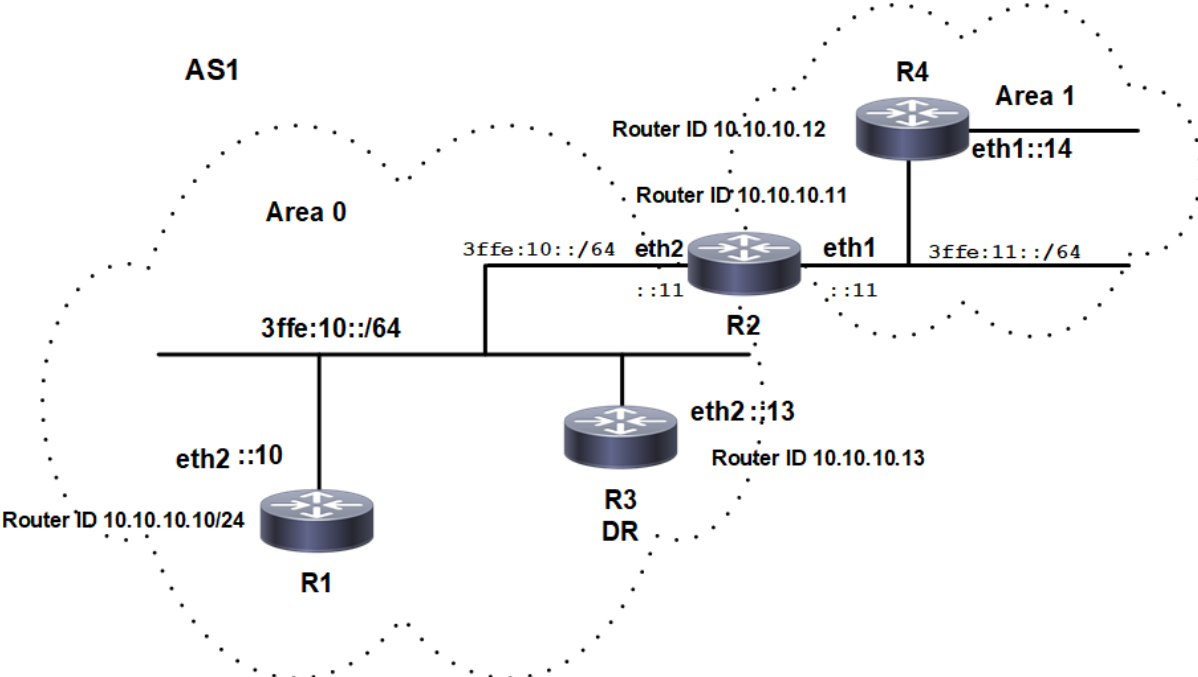 AS1
R4
Area 1
Router ID 10.10.10.12
eth1::14
Router ID 10.10.10.11
Area 0
3ffe:10::/64
eth2
eth1
3ffe:11::/64
::11
::11
R2
3ffe:10::/64
eth2 ::13
eth2 ::10
Router ID 10.10.10.13
R3
DR
Router ID 10.10.10.10/24
R1